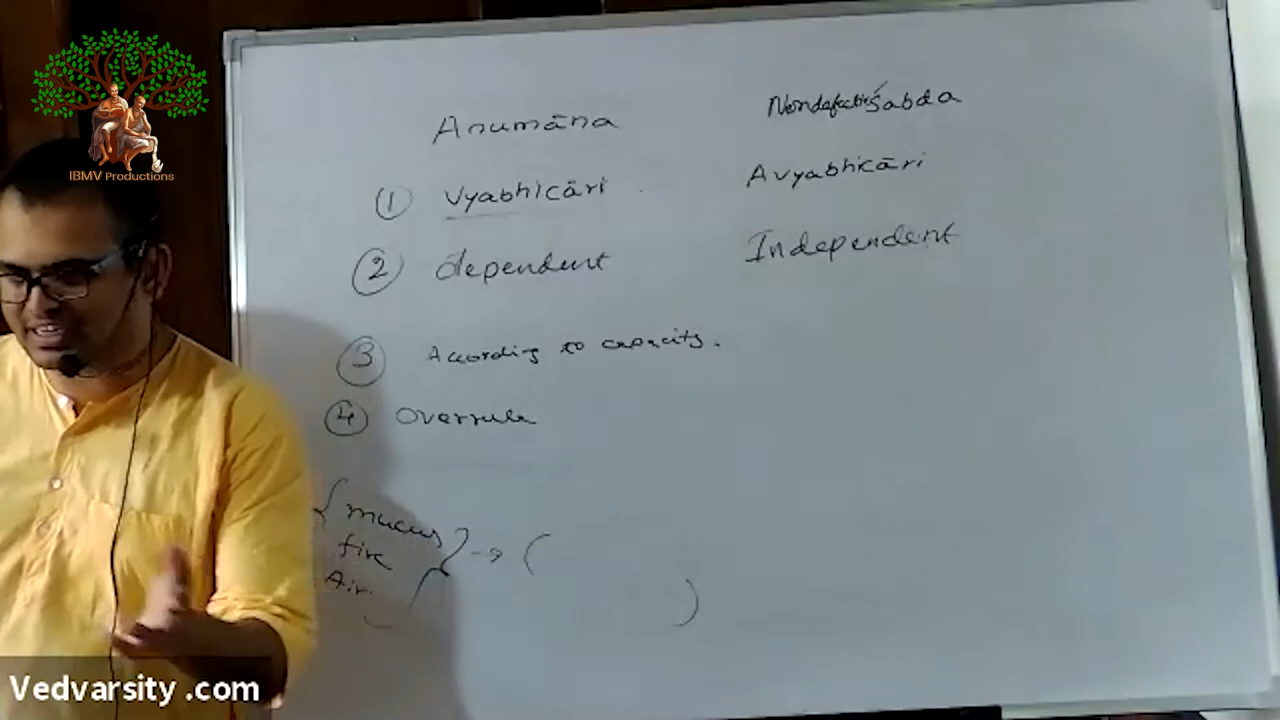 IBMV Productions
Anumāna Nondefective Śabda
① Vyabhicāri Avyabhicāri
② dependent Independent
③ According to capacity.
④ Overrule
{ mucus
fire
Air. } → ( )
Vedvarsity .com